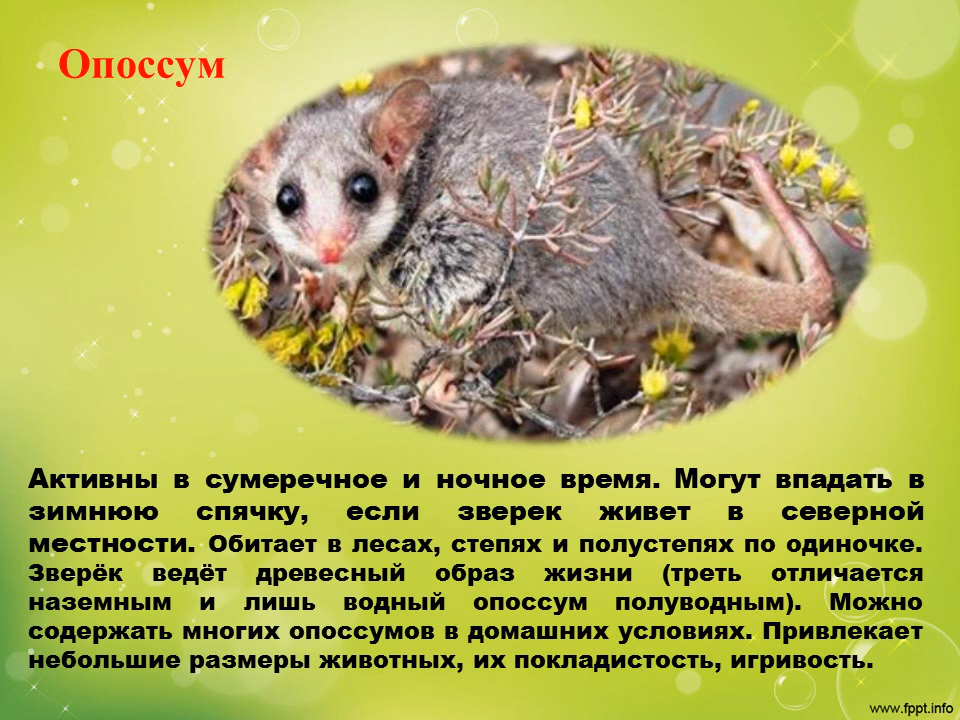 Опоссум
Активны в сумеречное и ночное время. Могут впадать в
зимнюю спячку, если зверек живет в северной
местности. Обитает в лесах, степях и полустепях по одиночке.
Зверёк ведёт древесный образ жизни (треть отличается
наземным и лишь водный опоссум полуводным). Можно
содержать многих опоссумов в домашних условиях. Привлекает
небольшие размеры животных, их покладистость, игривость.
www.fppt.info